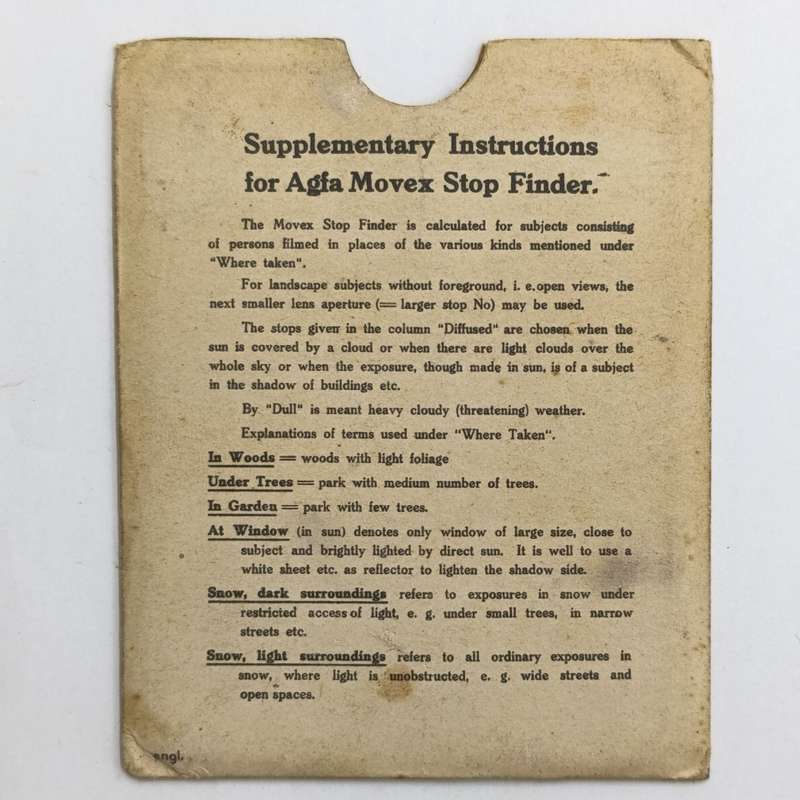 Supplementary Instructions
for Agfa Movex Stop Finder.
The Movex Stop Finder is calculated for subjects consisting
of persons filmed in places of the various kinds mentioned under
"Where taken".
For landscape subjects without foreground, i. e. open views, the
next smaller lens aperture (= larger stop No) may be used.
The stops given in the column "Diffused" are chosen when the
sun is covered by a cloud or when there are light clouds over the
whole sky or when the exposure, though made in sun, is of a subject
in the shadow of buildings etc.
By "Dull" is meant heavy cloudy (threatening) weather.
Explanations of terms used under "Where Taken".
In Woods = woods with light foliage
Under Trees = park with medium number of trees.
In Garden = park with few trees.
At Window (in sun) denotes only window of large size, close to
subject and brightly lighted by direct sun. It is well to use a
white sheet etc. as reflector to lighten the shadow side.
Snow, dark surroundings refers to exposures in snow under
restricted access of light, e. g. under small trees, in narrow
streets etc.
Snow, light surroundings refers to all ordinary exposures in
snow, where light is unobstructed, e. g. wide streets and
open spaces.
engl.